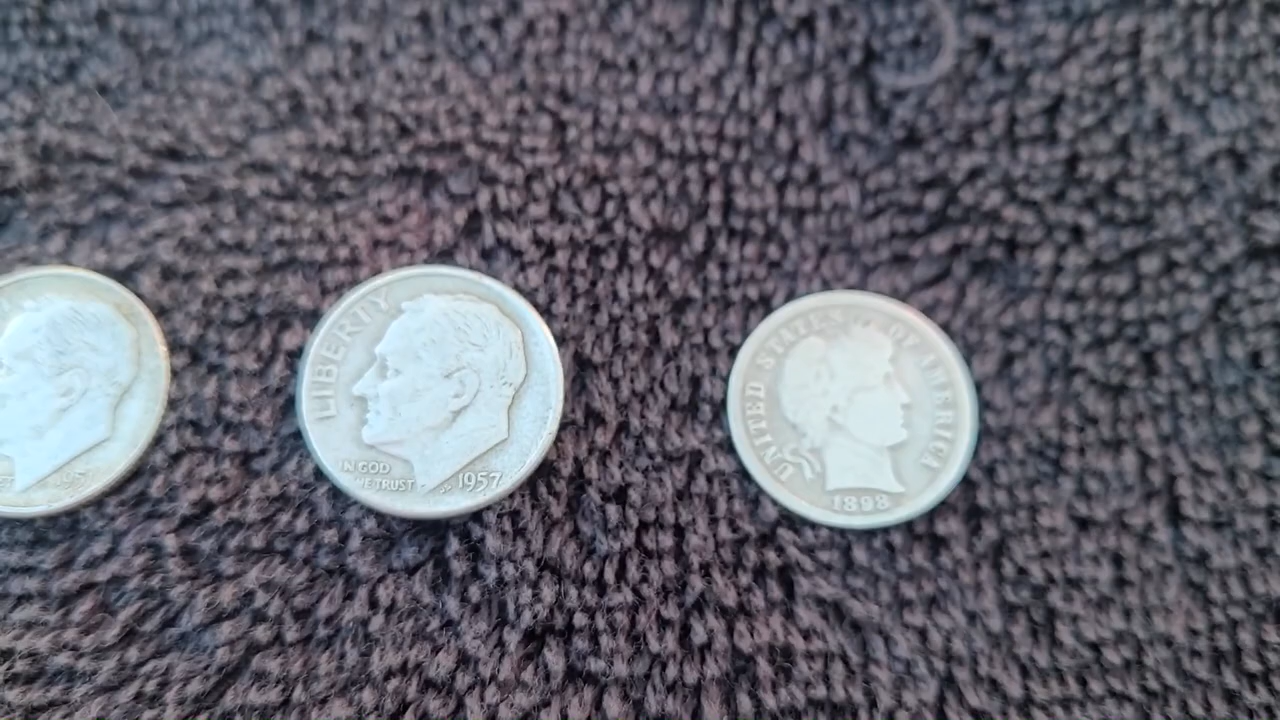 LIBERTY
IN GOD
WE TRUST
1957
UNITED STATES OF AMERICA
1898